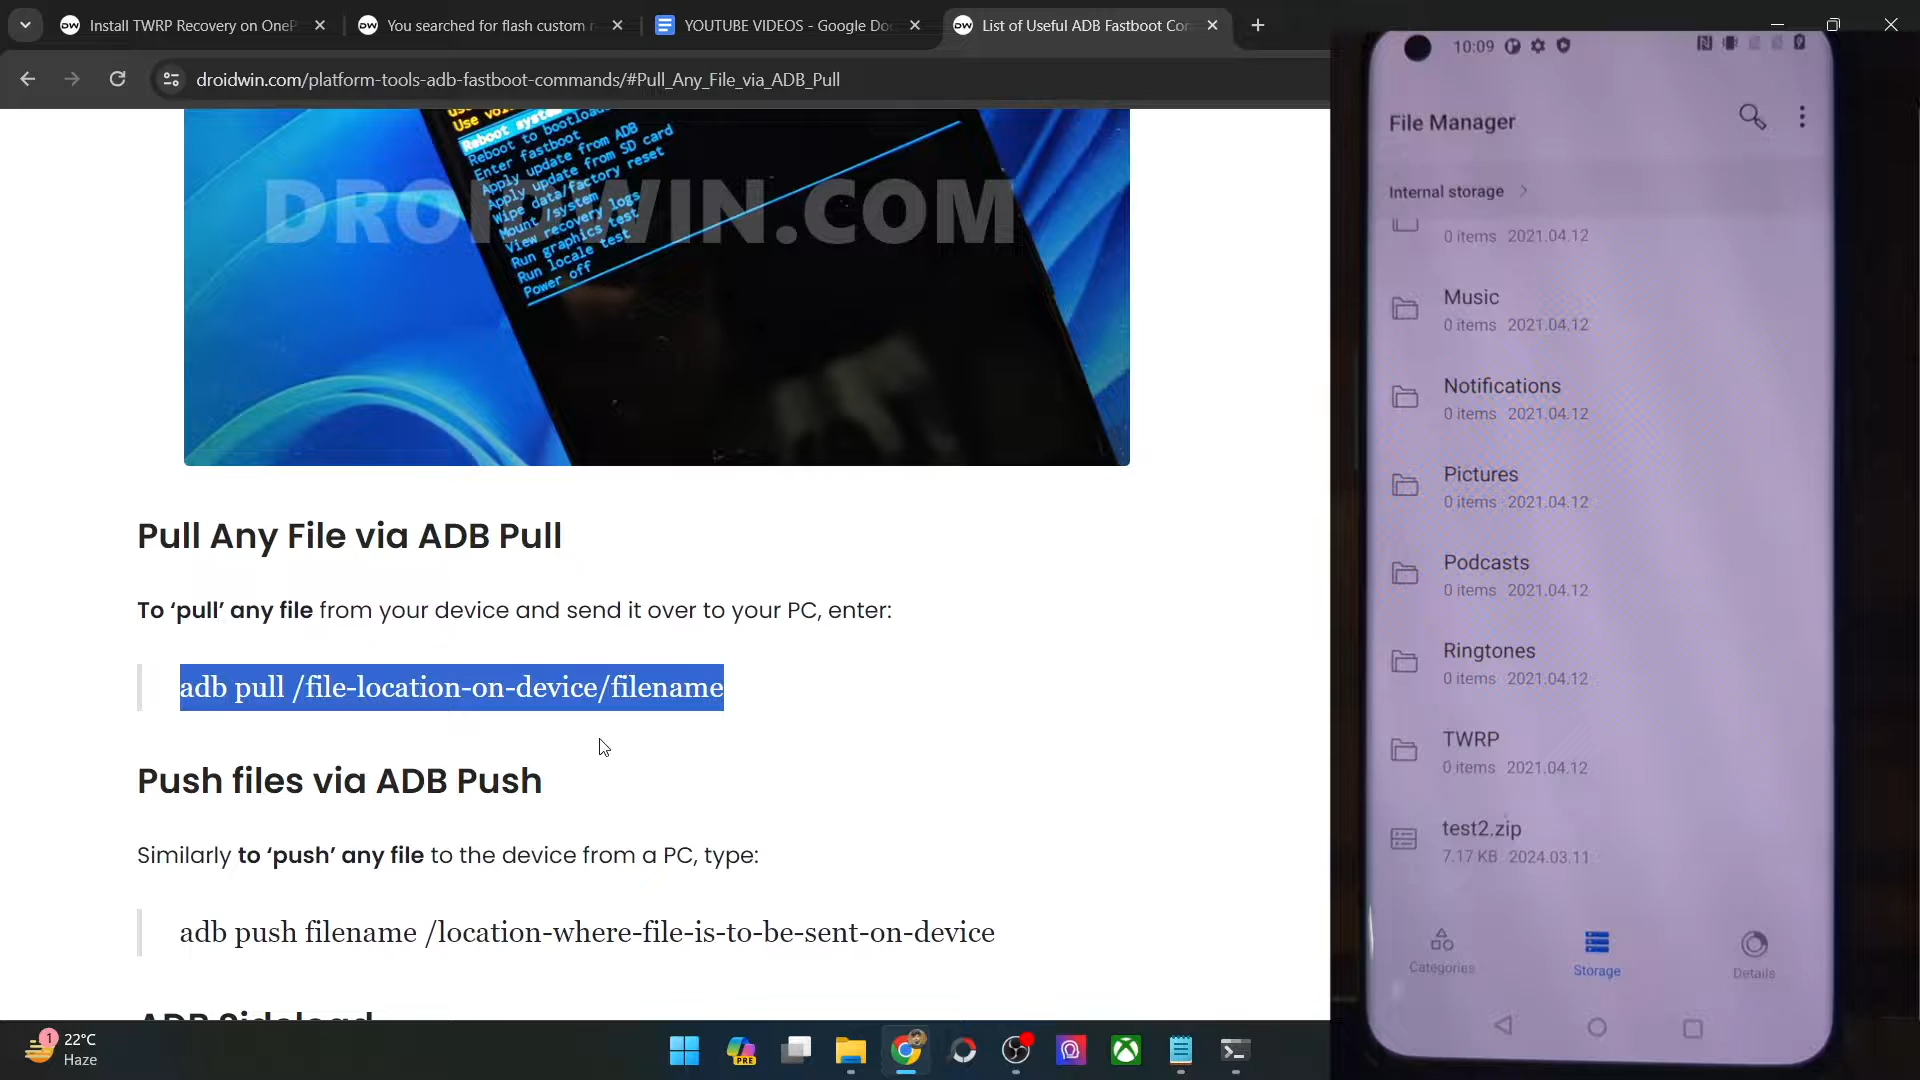 Install TWRP Recovery on OneP
You searched for flash custom r
YOUTUBE VIDEOS - Google Do
List of Useful ADB Fastboot Co
droidwin.com/platform-tools-adb-fastboot-commands/#Pull_Any_File_via_ADB_Pull
Reboot system
Reboot to bootloade
Enter fastboot
Apply update from ADB
Apply update from SD card
Wipe data/factory reset
Mount /system
View recovery logs
Run graphics test
Run locale test
Power off
DROIDWIN.COM
Pull Any File via ADB Pull
To ‘pull’ any file from your device and send it over to your PC, enter:
adb pull /file-location-on-device/filename
Push files via ADB Push
Similarly to ‘push’ any file to the device from a PC, type:
adb push filename /location-where-file-is-to-be-sent-on-device
ADB Sideload
1
22°C
Haze
PRE
10:09
File Manager
Internal storage
0 items 2021.04.12
Music
0 items 2021.04.12
Notifications
0 items 2021.04.12
Pictures
0 items 2021.04.12
Podcasts
0 items 2021.04.12
Ringtones
0 items 2021.04.12
TWRP
0 items 2021.04.12
test2.zip
7.17 KB 2024.03.11
Categories
Storage
Details